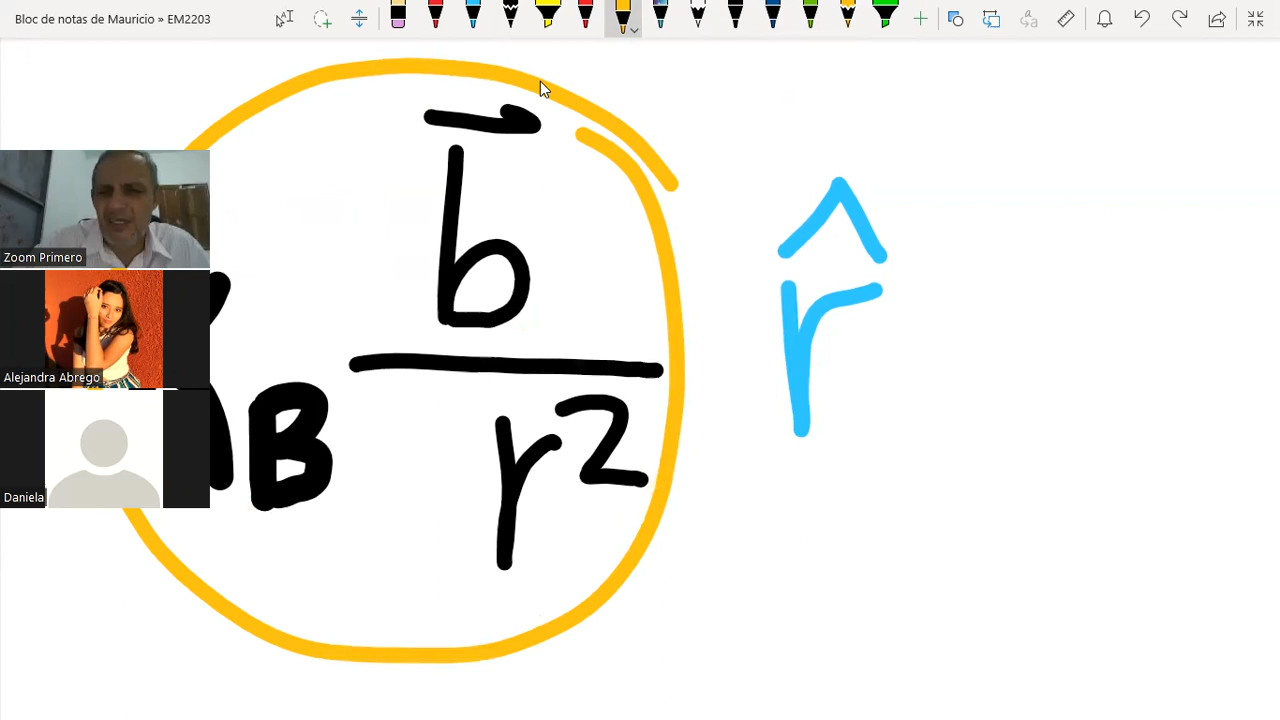 Bloc de notas de Mauricio » EM2203
Zoom Primero
Alejandra Abrego
Daniela
b⃗
B
r²
r̂